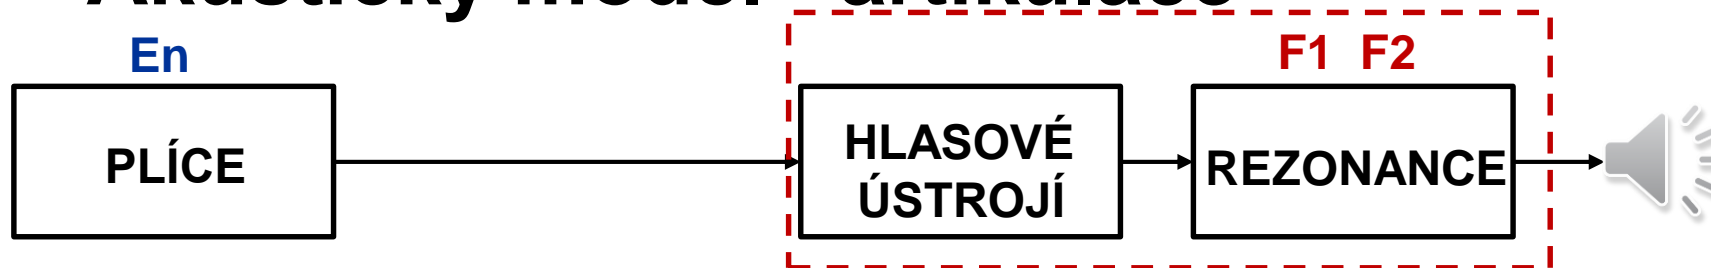 En
F1 F2
PLÍCE
HLASOVÉ
ÚSTROJÍ
REZONANCE